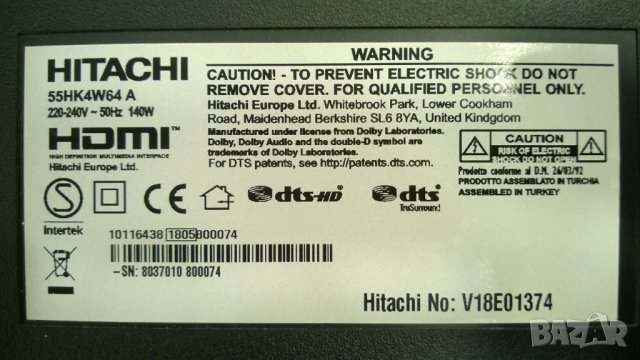 HITACHI
55HK4W64 A
220-240V ~ 50Hz 140W
HDMI™
HIGH DEFINITION MULTIMEDIA INTERFACE
Hitachi Europe Ltd.
WARNING
CAUTION! - TO PREVENT ELECTRIC SHOCK DO NOT
REMOVE COVER. FOR QUALIFIED PERSONNEL ONLY.
Hitachi Europe Ltd. Whitebrook Park, Lower Cookham
Road, Maidenhead Berkshire SL6 8YA, United Kingdgom
Manufactured under license from Dolby Laboratories.
Dolby, Dolby Audio and the double-D symbol are
trademarks of Dolby Laboratories.
For DTS patents, see http://patents.dts.com.
CAUTION
RISK OF ELECTRIC
SHOCK DO NOT OPEN
Prodotto conforme al D.M. 26/03/92
PRODOTTO ASSEMBLATO IN TURCHIA
ASSEMBLED IN TURKEY
S
Intertek
CE
dts-HD
dts
TruSurround
10116438 1805 800074
-SN: 8037010 800074
Hitachi No: V18E01374
BAZAR